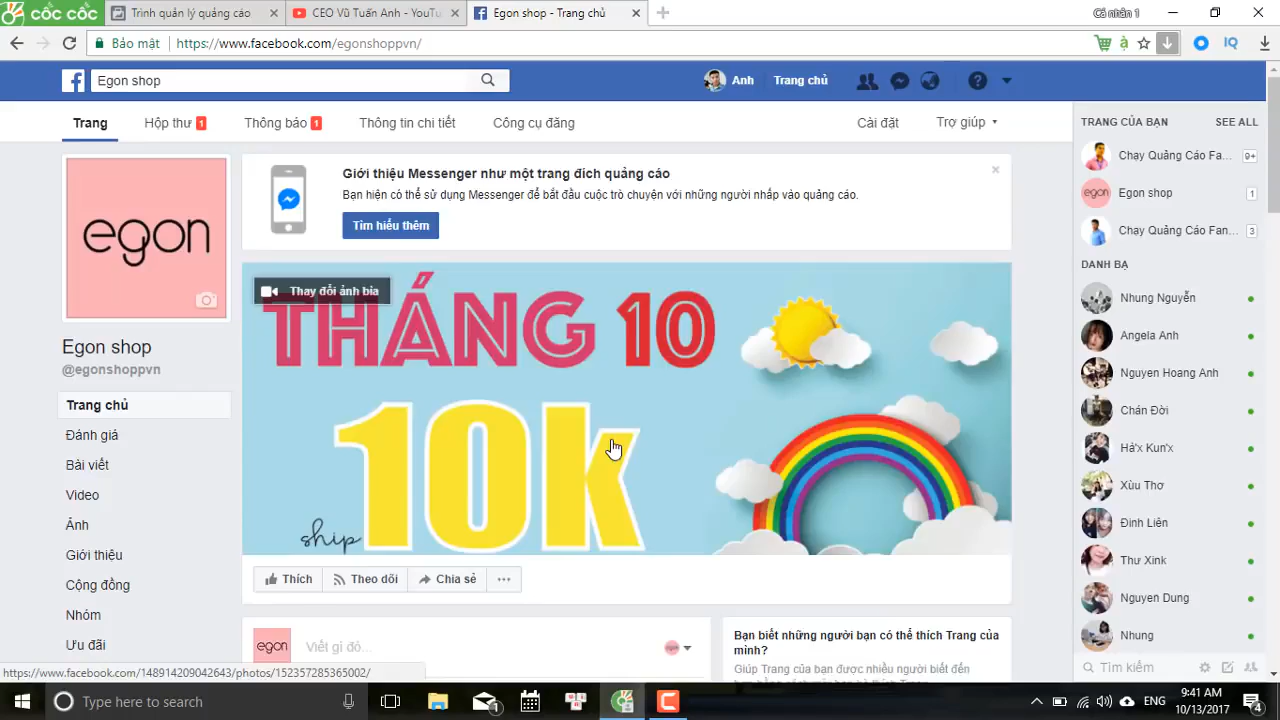 cốc cốc
Trình quản lý quảng cáo
CEO Vũ Tuấn Anh - YouTu
Egon shop - Trang chủ
Cá nhân 1
Bảo mật
https://www.facebook.com/egonshoppvn/
Egon shop
Anh
Trang chủ
Trang
Hộp thư 1
Thông báo 1
Thông tin chi tiết
Công cụ đăng
Cài đặt
Trợ giúp
TRANG CỦA BẠN
SEE ALL
Chạy Quảng Cáo Fa... 9+
Egon shop 1
Chạy Quảng Cáo Fan... 3
DANH BẠ
Nhung Nguyễn
Angela Anh
Nguyen Hoang Anh
Chán Đời
Hả'x Kun'x
Xùu Thơ
Đinh Liên
Thư Xink
Nguyen Dung
Nhung
Tìm kiếm
egon
Egon shop
@egonshoppvn
Trang chủ
Đánh giá
Bài viết
Video
Ảnh
Giới thiệu
Cộng đồng
Nhóm
Ưu đãi
Giới thiệu Messenger như một trang đích quảng cáo
Bạn hiện có thể sử dụng Messenger để bắt đầu cuộc trò chuyện với những người nhấp vào quảng cáo.
Tìm hiểu thêm
Thay đổi ảnh bìa
THÁNG 10
10k
ship
Thích
Theo dõi
Chia sẻ
egon
Viết gì đó...
Bạn biết những người bạn có thể thích Trang của
mình?
Giúp Trang của bạn được nhiều người biết đến
https://www.facebook.com/148914209042643/photos/152357285365002/
Type here to search
ENG
9:41 AM
10/13/2017